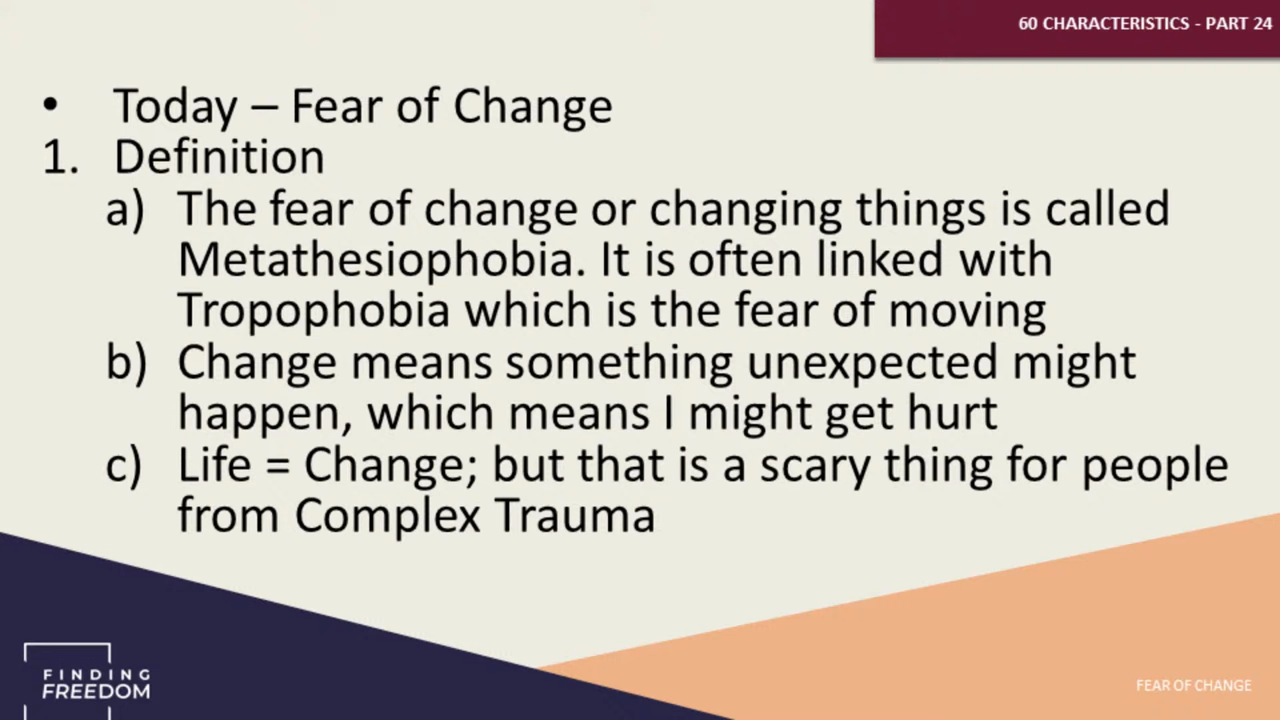 60 CHARACTERISTICS - PART 24
• Today – Fear of Change
1. Definition
a) The fear of change or changing things is called
Metathesiophobia. It is often linked with
Tropophobia which is the fear of moving
b) Change means something unexpected might
happen, which means I might get hurt
c) Life = Change; but that is a scary thing for people
from Complex Trauma
FINDING
FREEDOM
FEAR OF CHANGE